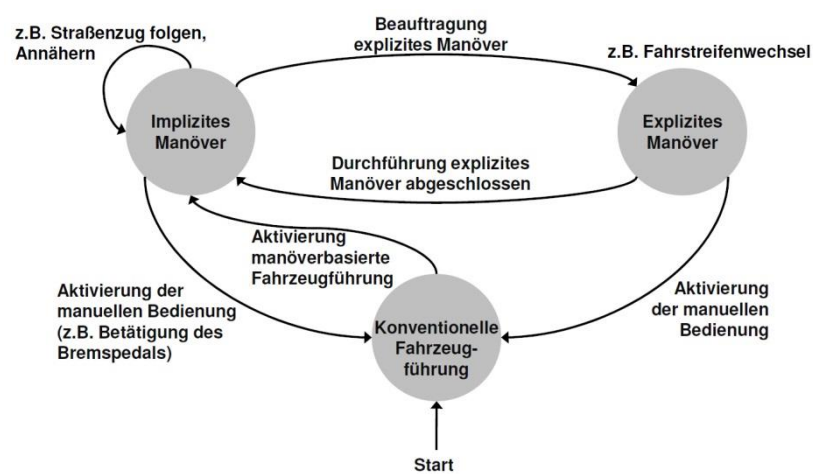 z.B. Straßenzug folgen,
Annähern
Beauftragung
explizites Manöver
z.B. Fahrstreifenwechsel
Implizites
Manöver
Explizites
Manöver
Durchführung explizites
Manöver abgeschlossen
Aktivierung
manöverbasierte
Fahrzeugführung
Aktivierung der
manuellen Bedienung
(z.B. Betätigung des
Bremspedals)
Aktivierung
der manuellen
Bedienung
Konventionelle
Fahrzeug-
führung
Start